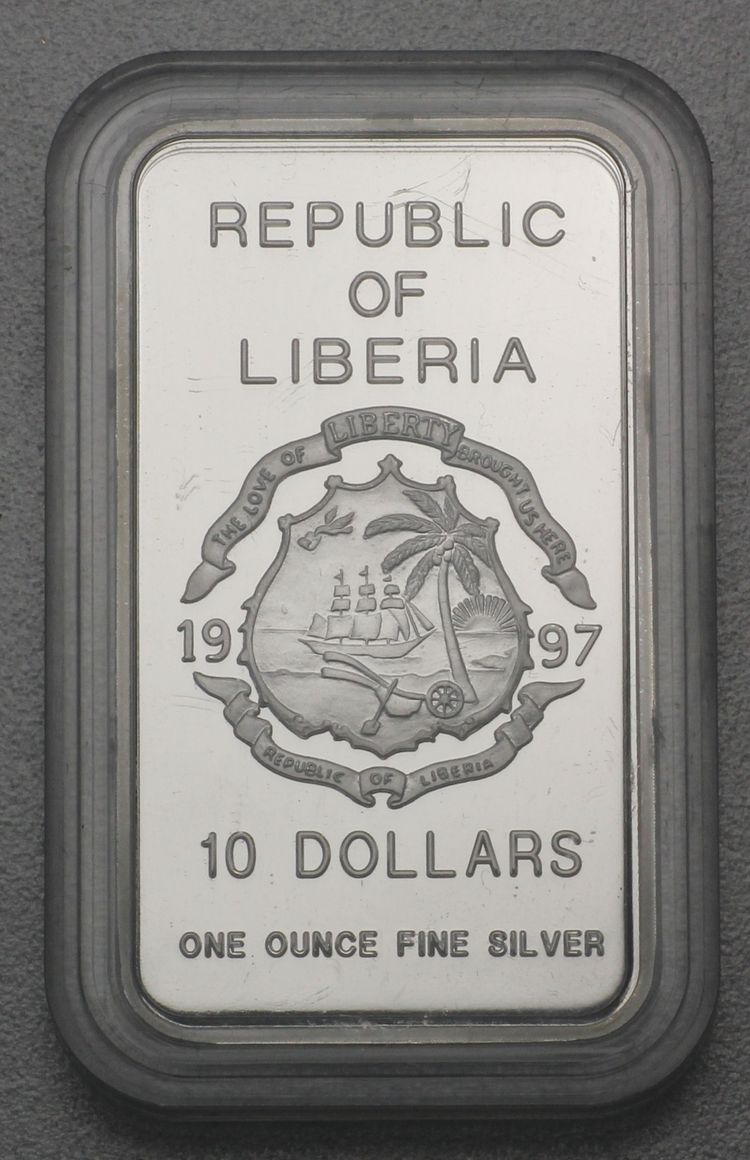 REPUBLIC
OF
LIBERIA
THE LOVE OF LIBERTY BROUGHT US HERE
19 97
REPUBLIC OF LIBERIA
10 DOLLARS
ONE OUNCE FINE SILVER